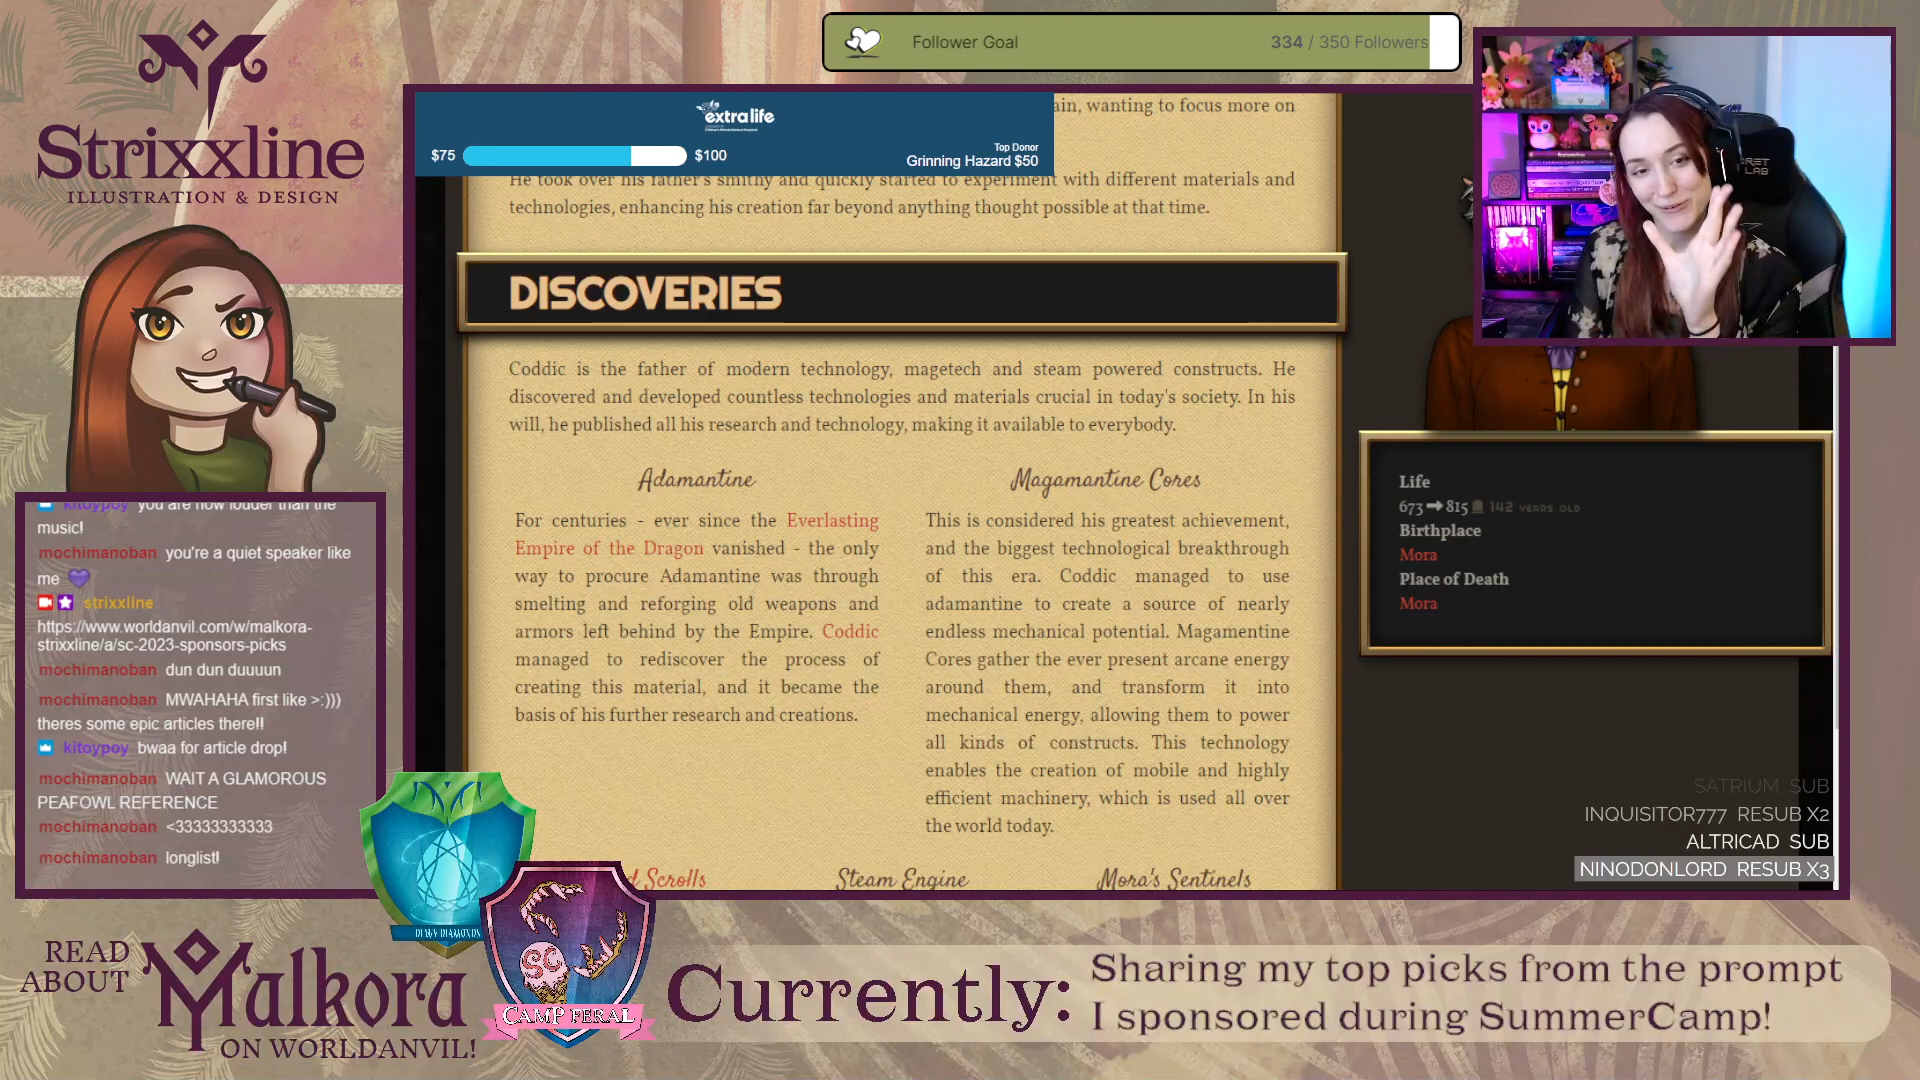 Strixxline
ILLUSTRATION & DESIGN
Follower Goal
334 / 350 Followers
extralife
$75
$100
Top Donor
Grinning Hazard $50
ain, wanting to focus more on
He took over his father's smithy and quickly started to experiment with different materials and
technologies, enhancing his creation far beyond anything thought possible at that time.
DISCOVERIES
Coddic is the father of modern technology, magetech and steam powered constructs. He
discovered and developed countless technologies and materials crucial in today's society. In his
will, he published all his research and technology, making it available to everybody.
Adamantine
For centuries - ever since the Everlasting
Empire of the Dragon vanished - the only
way to procure Adamantine was through
smelting and reforging old weapons and
armors left behind by the Empire. Coddic
managed to rediscover the process of
creating this material, and it became the
basis of his further research and creations.
Magamantine Cores
This is considered his greatest achievement,
and the biggest technological breakthrough
of this era. Coddic managed to use
adamantine to create a source of nearly
endless mechanical potential. Magamentine
Cores gather the ever present arcane energy
around them, and transform it into
mechanical energy, allowing them to power
all kinds of constructs. This technology
enables the creation of mobile and highly
efficient machinery, which is used all over
the world today.
d Scrolls
Steam Engine
Mora's Sentinels
Life
673➡815 142 YEARS OLD
Birthplace
Mora
Place of Death
Mora
SATRIUM SUB
INQUISITOR777 RESUB X2
ALTRICAD SUB
NINODONLORD RESUB X3
kitoypoy you are now louder than the
music!
mochimanoban you're a quiet speaker like
me 💜
strixxline
https://www.worldanvil.com/w/malkora-
strixxline/a/sc-2023-sponsors-picks
mochimanoban dun dun duuuun
mochimanoban MWAHAHA first like >:)))
theres some epic articles there!!
kitoypoy bwaa for article drop!
mochimanoban WAIT A GLAMOROUS
PEAFOWL REFERENCE
mochimanoban <33333333333
mochimanoban longlist!
DIMA'S DIAMONDS
SC
CAMP FERAL
READ
ABOUT
Malkora
ON WORLDANVIL!
Currently:
Sharing my top picks from the prompt
I sponsored during SummerCamp!